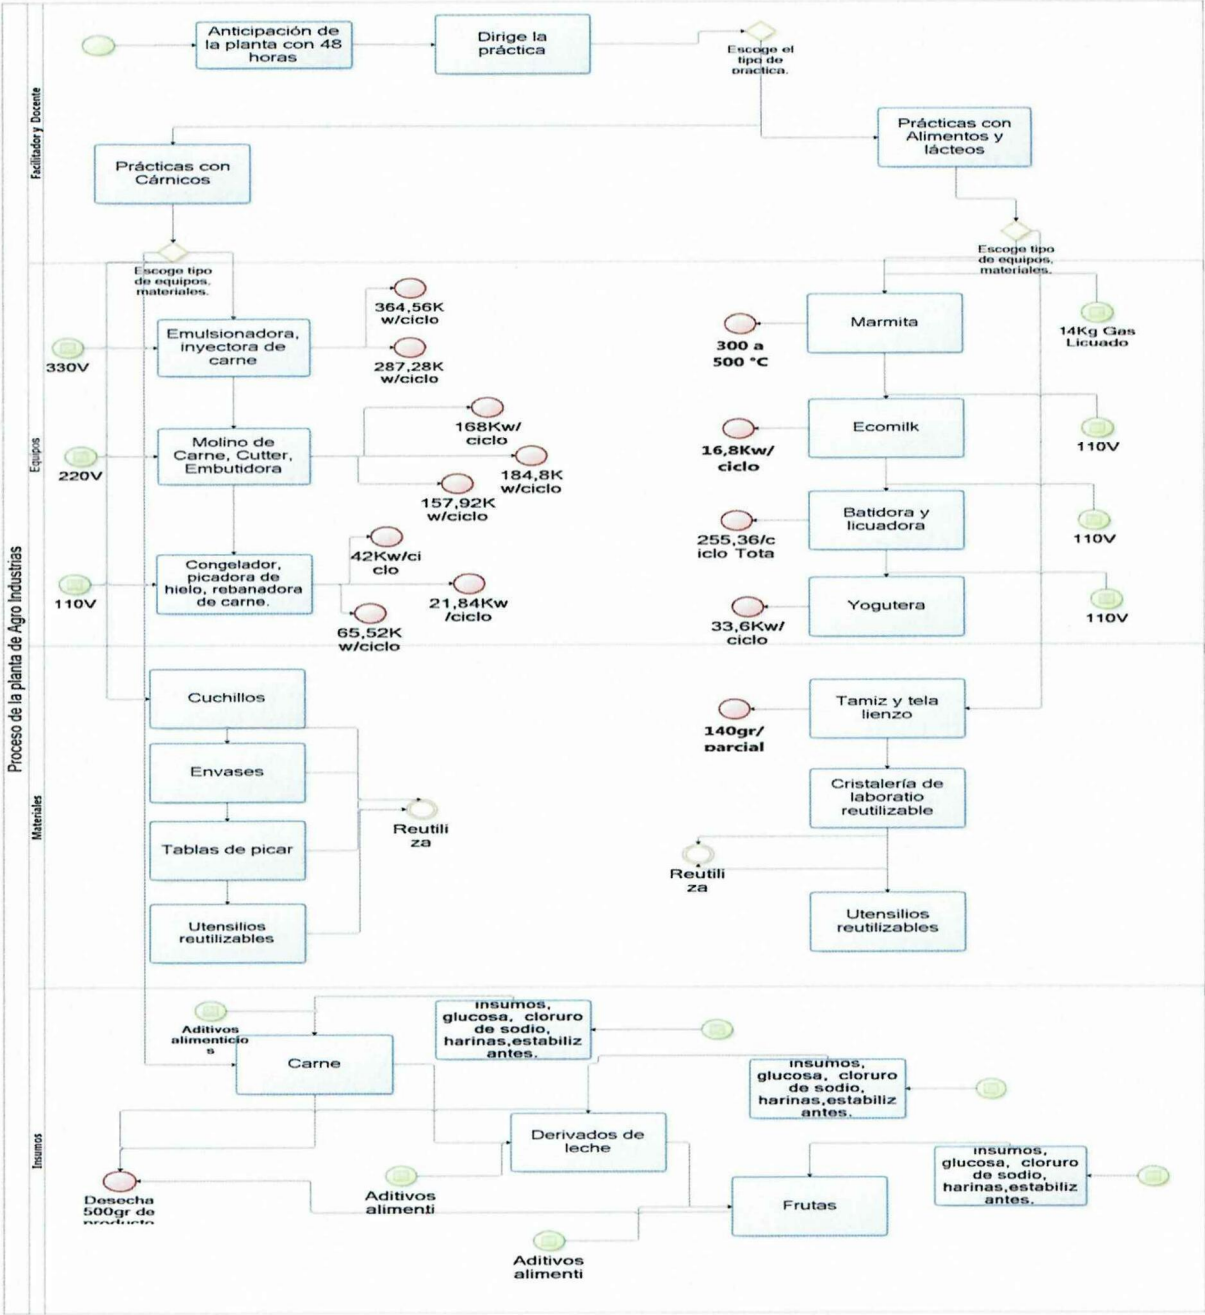 Proceso de la planta de Agro Industrias
Facilitador y Docente
Anticipación de
la planta con 48
horas
Dirige la
práctica
Escoge el
tipo de
practica.
Prácticas con
Cárnicos
Prácticas con
Alimentos y
lácteos
Escoge tipo
de equipos,
materiales.
Escoge tipo
de equipos,
materiales.
Equipos
330V
Emulsionadora,
inyectora de
carne
364,56K
w/ciclo
287,28K
w/ciclo
220V
Molino de
Carne, Cutter,
Embutidora
168Kw/
ciclo
184,8K
w/ciclo
157,92K
w/ciclo
110V
Congelador,
picadora de
hielo, rebanadora
de carne.
42Kw/ci
clo
21,84Kw
/ciclo
65,52K
w/ciclo
300 a
500 °C
Marmita
14Kg Gas
Licuado
16,8Kw/
ciclo
Ecomilk
110V
255,36/c
iclo Tota
Batidora y
licuadora
110V
33,6Kw/
ciclo
Yogutera
110V
Materiales
Cuchillos
Envases
Tablas de picar
Utensilios
reutilizables
Reutili
za
140gr/
parcial
Tamiz y tela
lienzo
Cristalería de
laboratio
reutilizable
Reutili
za
Utensilios
reutilizables
Insumos
Aditivos
alimenticio
s
Carne
insumos,
glucosa, cloruro
de sodio,
harinas,estabiliz
antes.
insumos,
glucosa, cloruro
de sodio,
harinas,estabiliz
antes.
Derivados de
leche
insumos,
glucosa, cloruro
de sodio,
harinas,estabiliz
antes.
Desecha
500gr de
producto
Aditivos
alimenti
Frutas
Aditivos
alimenti